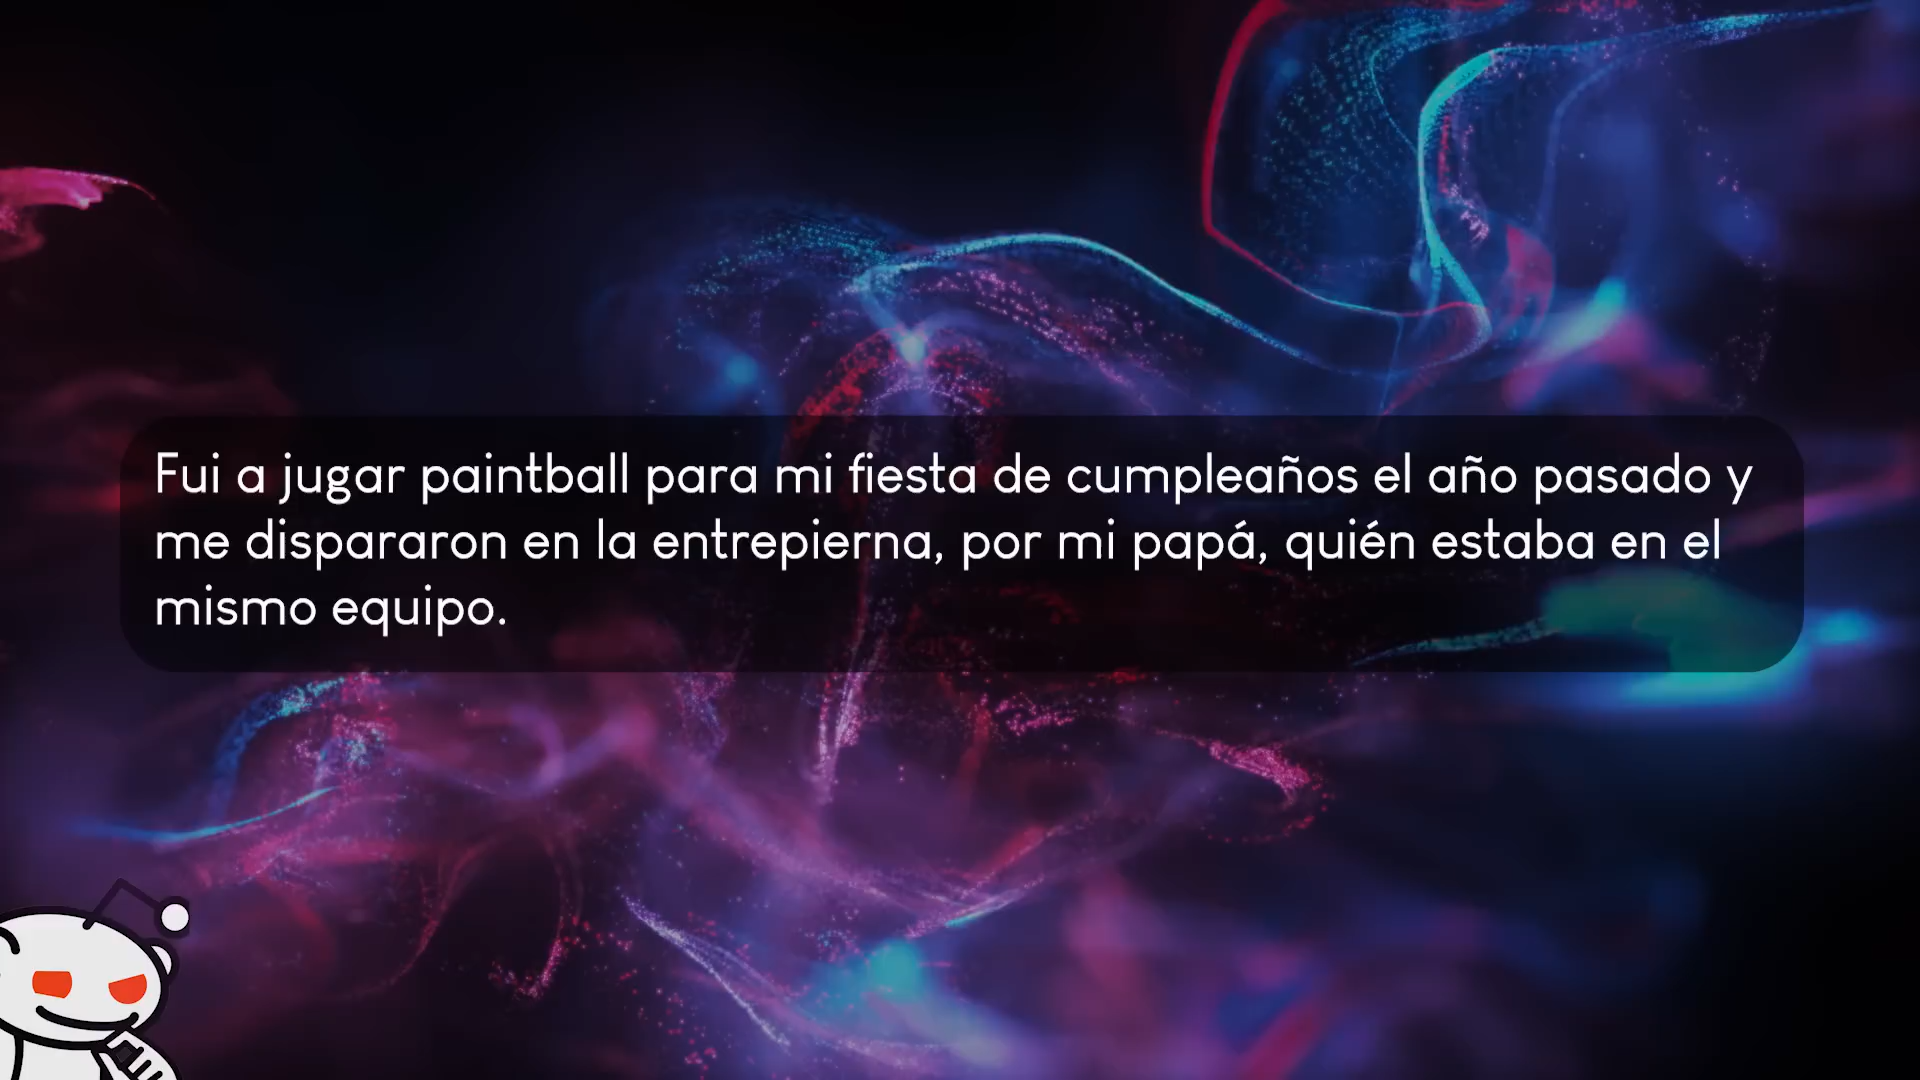 Fui a jugar paintball para mi fiesta de cumpleaños el año pasado y
me dispararon en la entrepierna, por mi papá, quién estaba en el
mismo equipo.